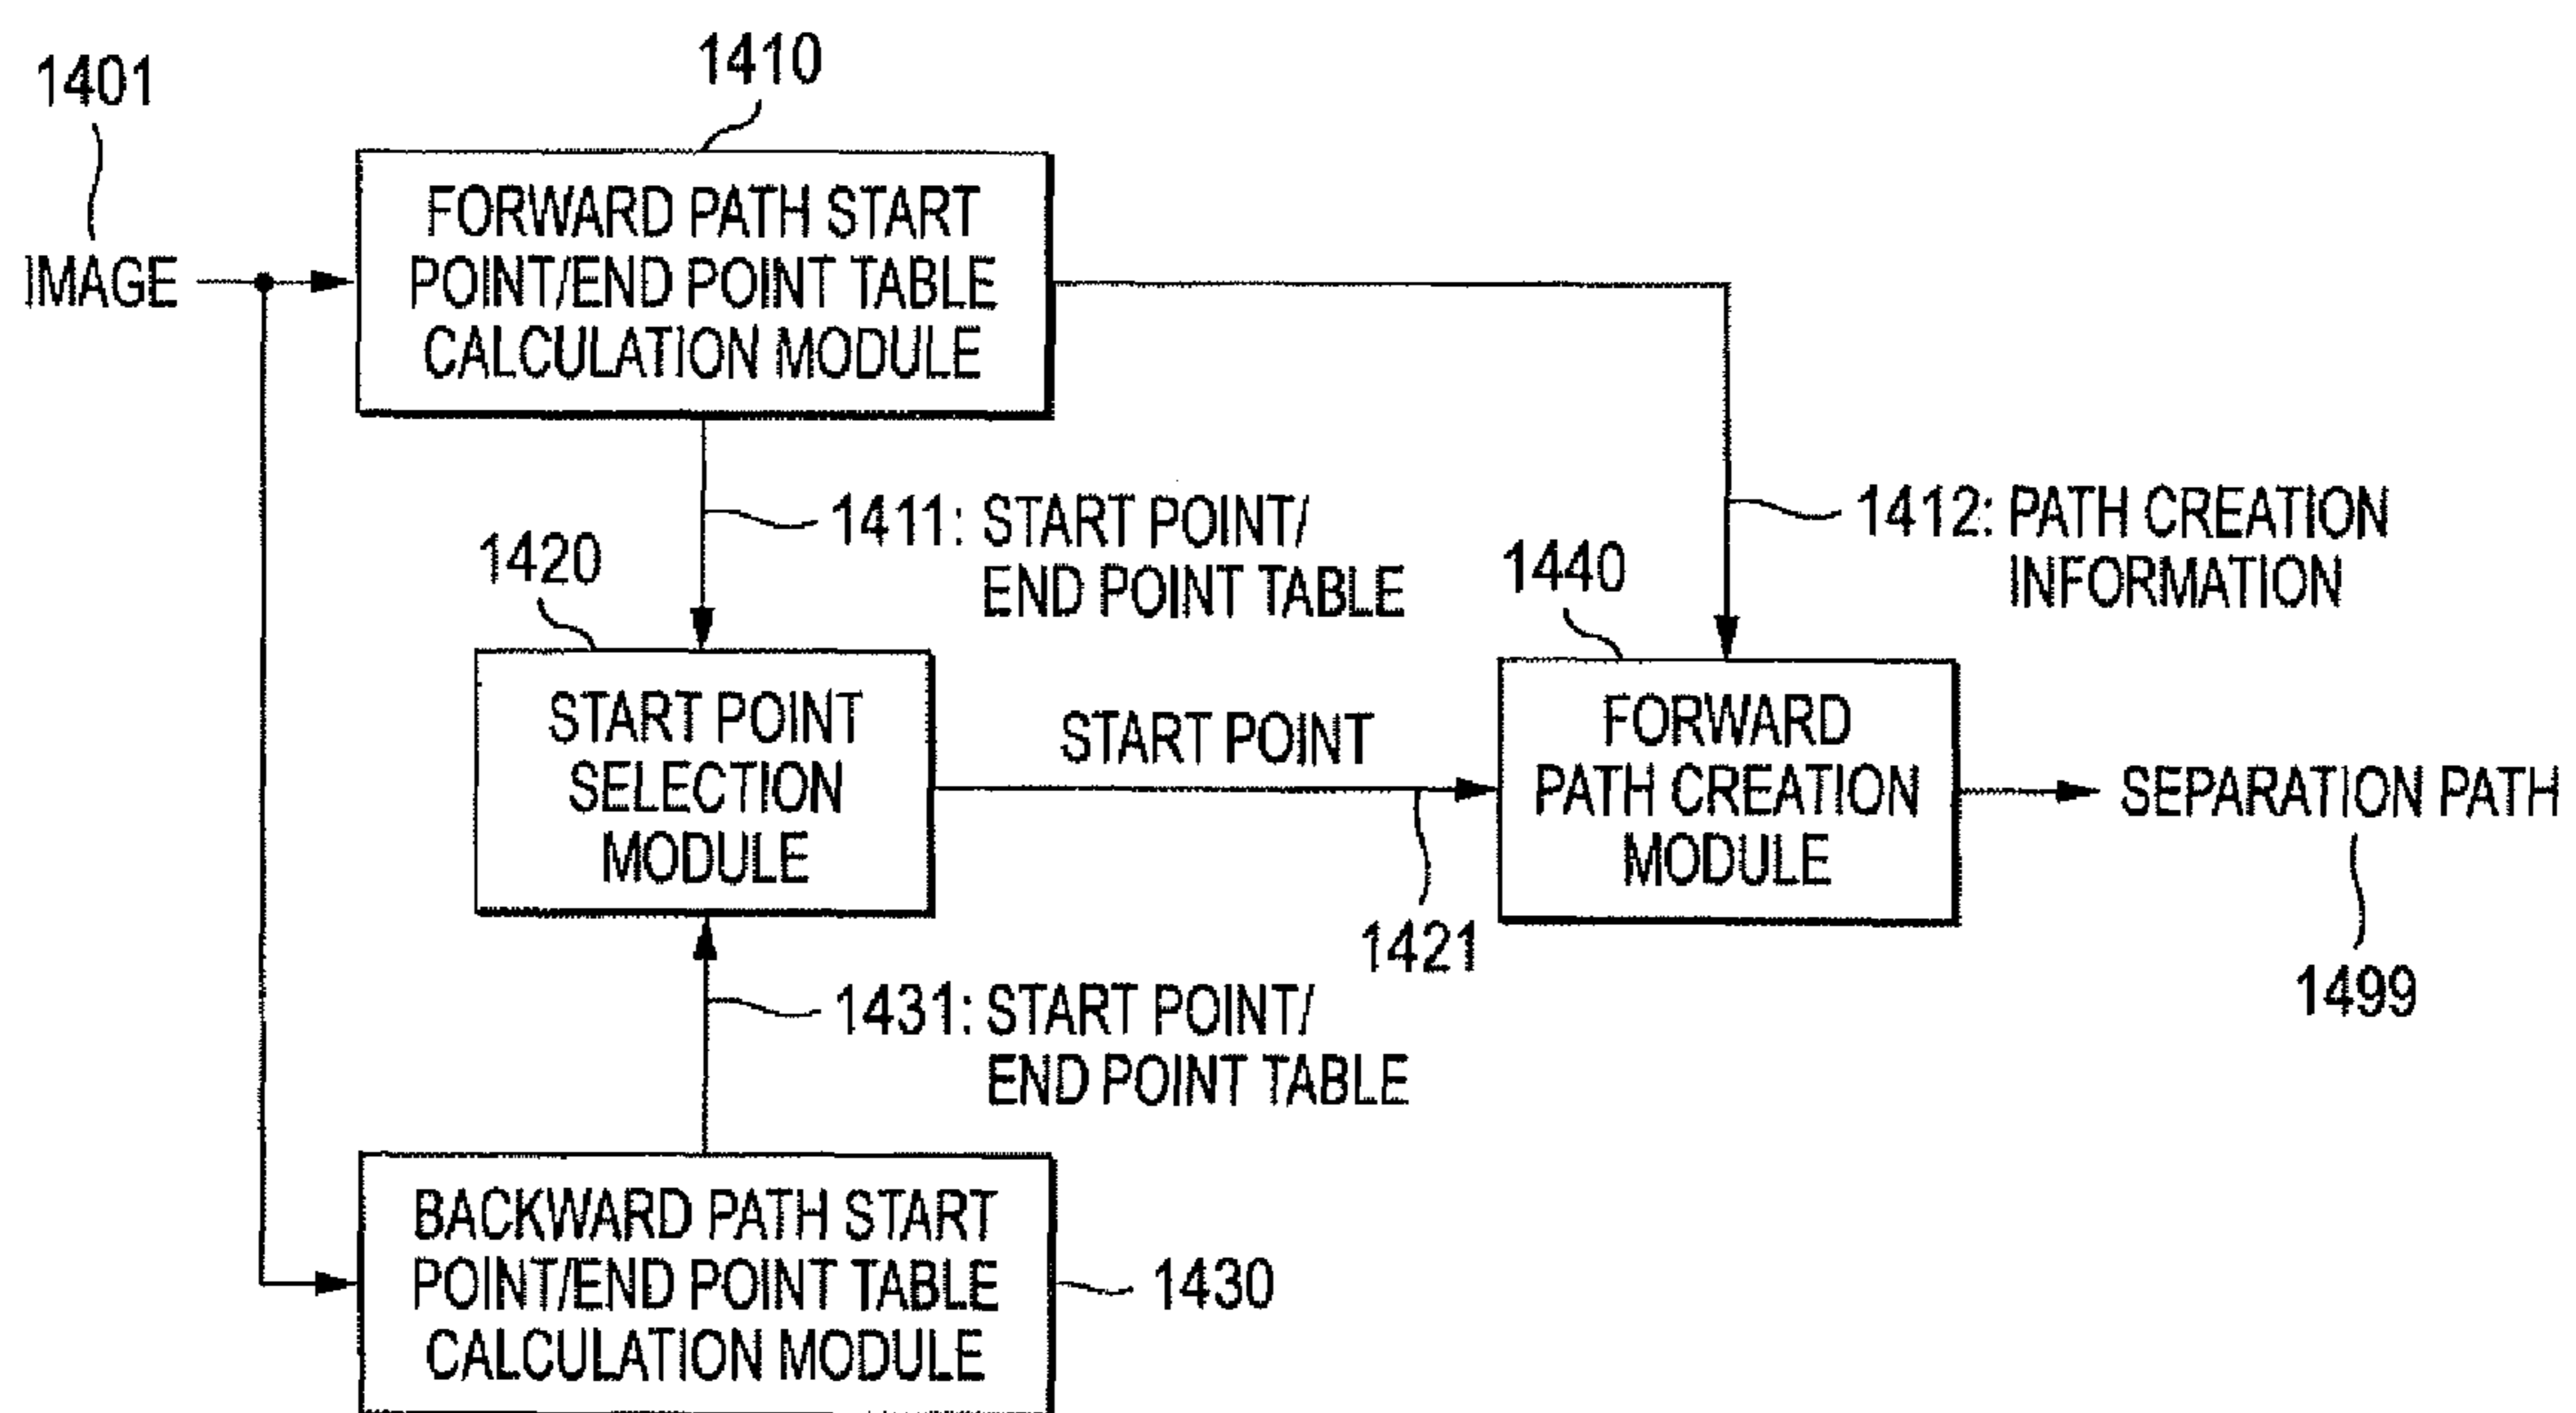 1410
1401
FORWARD PATH START
POINT/END POINT TABLE
CALCULATION MODULE
IMAGE
1411: START POINT/
END POINT TABLE
1412: PATH CREATION
INFORMATION
1420
1440
START POINT
SELECTION
MODULE
START POINT
FORWARD
PATH CREATION
MODULE
SEPARATION PATH
1421
1499
1431: START POINT/
END POINT TABLE
BACKWARD PATH START
POINT/END POINT TABLE
CALCULATION MODULE
1430